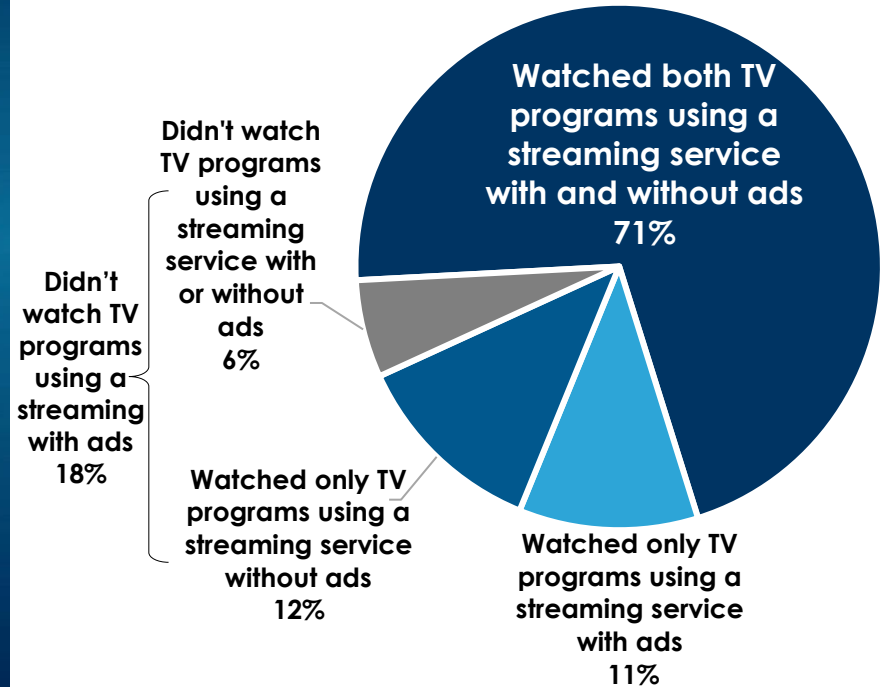 Watched both TV
programs using a
streaming service
with and without ads
71%
Didn't watch
TV programs
using a
streaming
service with
or without
ads
6%
Didn’t
watch TV
programs
using a
streaming
with ads
18%
Watched only TV
programs using a
streaming service
without ads
12%
Watched only TV
programs using a
streaming service
with ads
11%